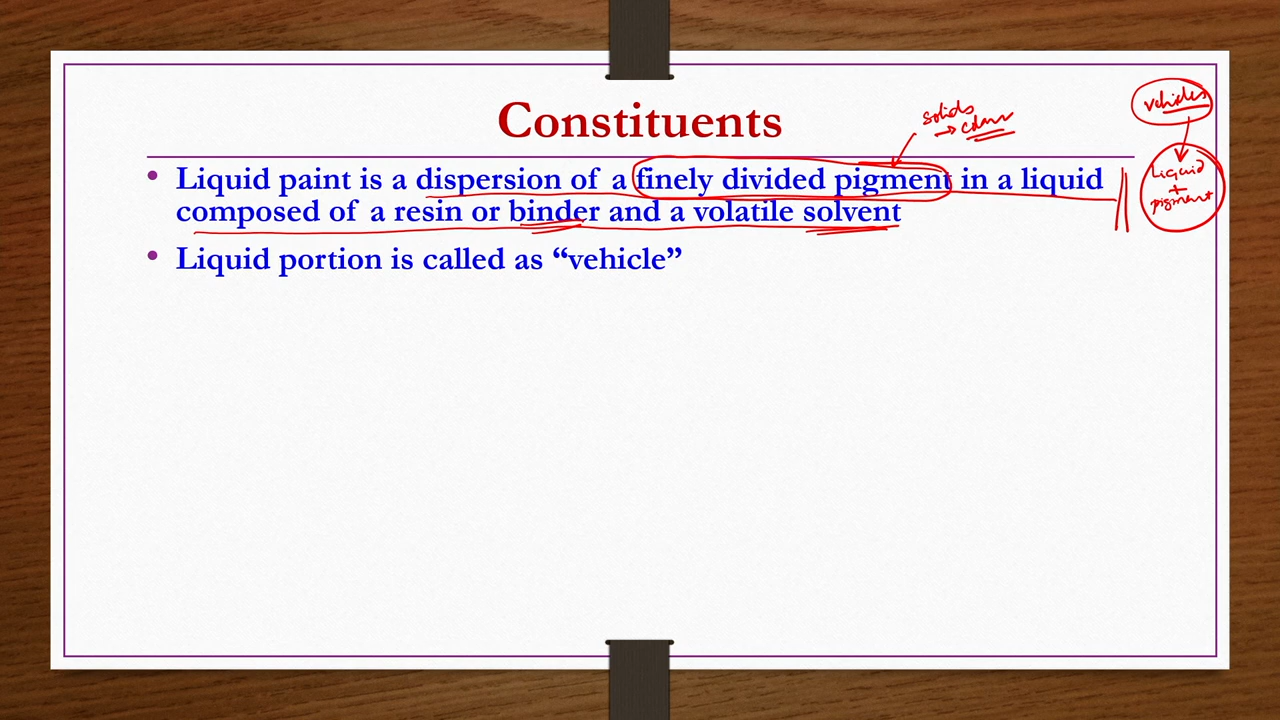 Constituents
solids
→ colour
vehicles
• Liquid paint is a dispersion of a finely divided pigment in a liquid
composed of a resin or binder and a volatile solvent
Liquid
+
pigment
• Liquid portion is called as “vehicle”